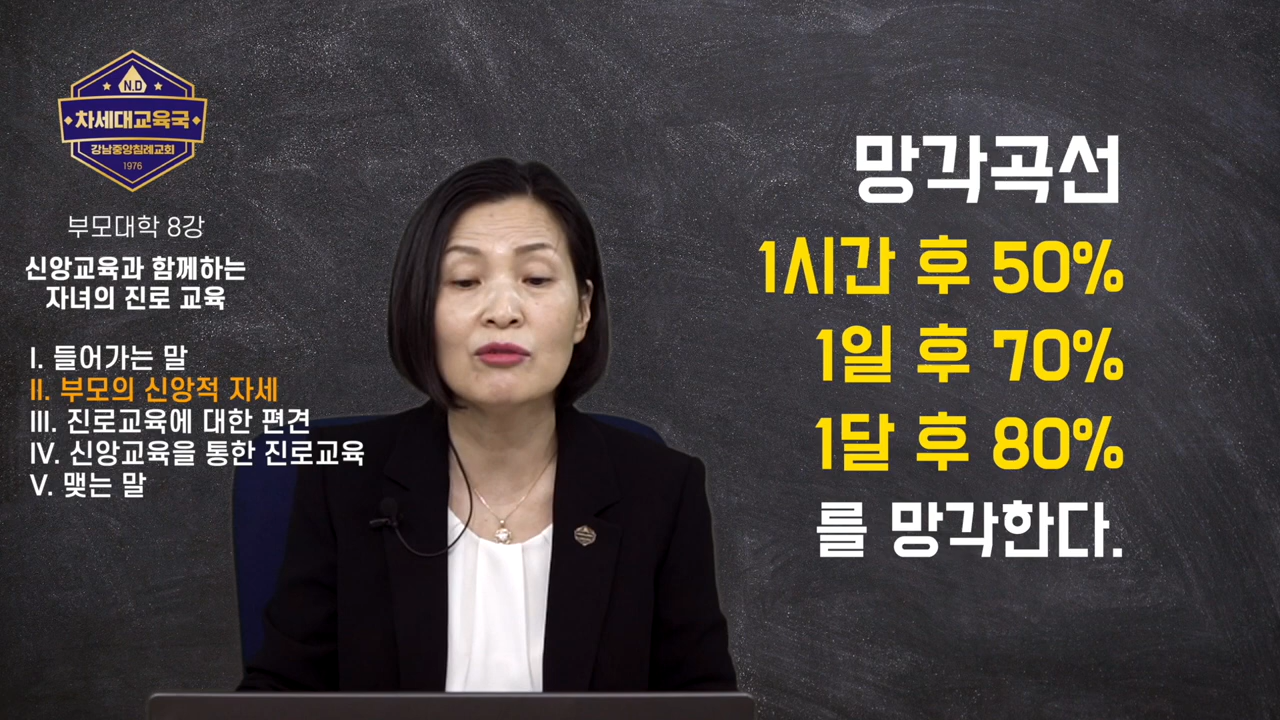 N.D
차세대교육국
강남중앙침례교회
1976
부모대학 8강
신앙교육과 함께하는
자녀의 진로 교육
I. 들어가는 말
II. 부모의 신앙적 자세
III. 진로교육에 대한 편견
IV. 신앙교육을 통한 진로교육
V. 맺는 말
망각곡선
1시간 후 50%
1일 후 70%
1달 후 80%
를 망각한다.